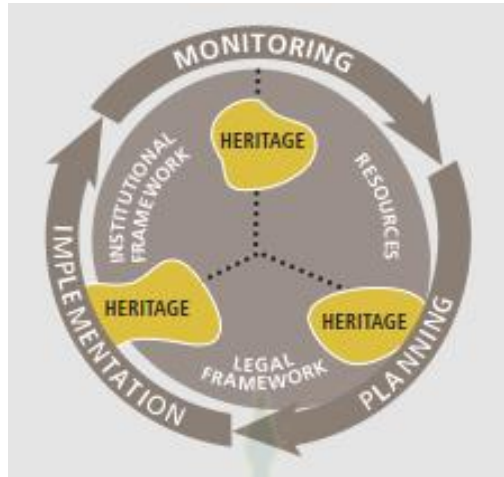 MONITORING
HERITAGE
INSTITUTIONAL
FRAMEWORK
RESOURCES
HERITAGE
HERITAGE
LEGAL
FRAMEWORK
IMPLEMENTATION
PLANNING